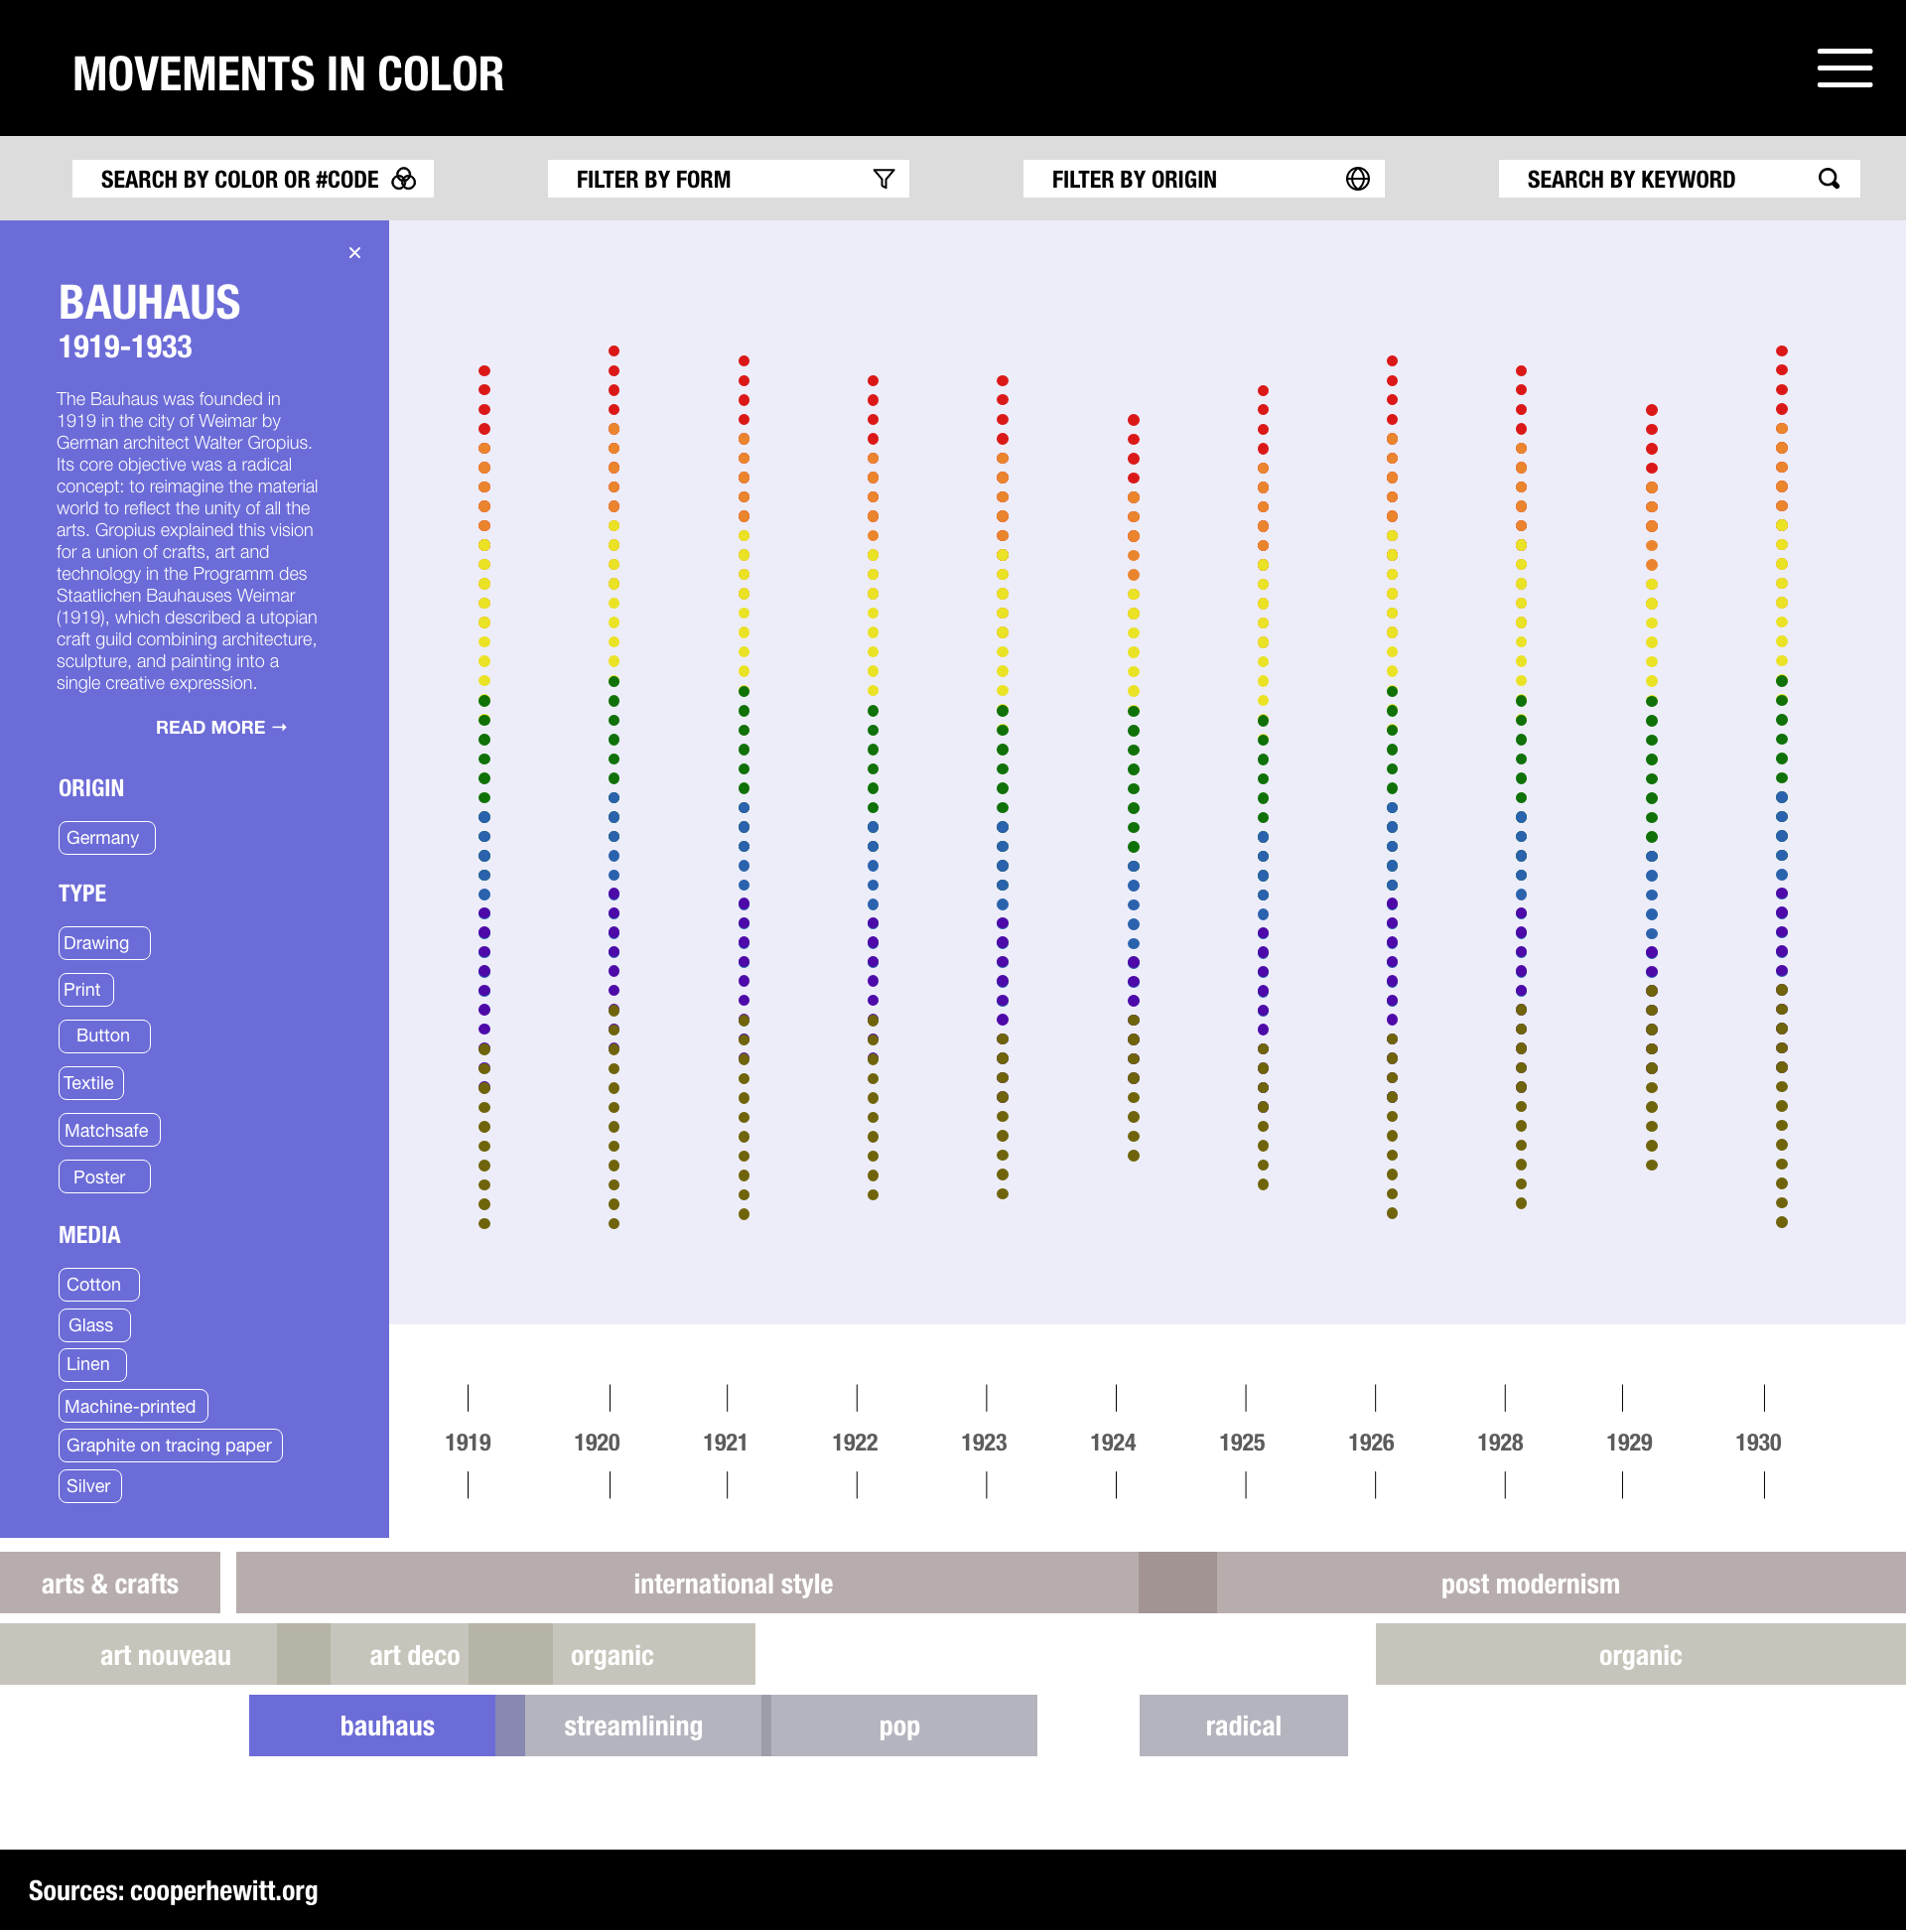 MOVEMENTS IN COLOR
SEARCH BY COLOR OR #CODE
FILTER BY FORM
FILTER BY ORIGIN
SEARCH BY KEYWORD
×
BAUHAUS
1919-1933
The Bauhaus was founded in
1919 in the city of Weimar by
German architect Walter Gropius.
Its core objective was a radical
concept: to reimagine the material
world to reflect the unity of all the
arts. Gropius explained this vision
for a union of crafts, art and
technology in the Programm des
Staatlichen Bauhauses Weimar
(1919), which described a utopian
craft guild combining architecture,
sculpture, and painting into a
single creative expression.
READ MORE →
ORIGIN
Germany
TYPE
Drawing
Print
Button
Textile
Matchsafe
Poster
MEDIA
Cotton
Glass
Linen
Machine-printed
Graphite on tracing paper
Silver
1919 1920 1921 1922 1923 1924 1925 1926 1928 1929 1930
arts & crafts international style post modernism
art nouveau art deco organic organic
bauhaus streamlining pop radical
Sources: cooperhewitt.org